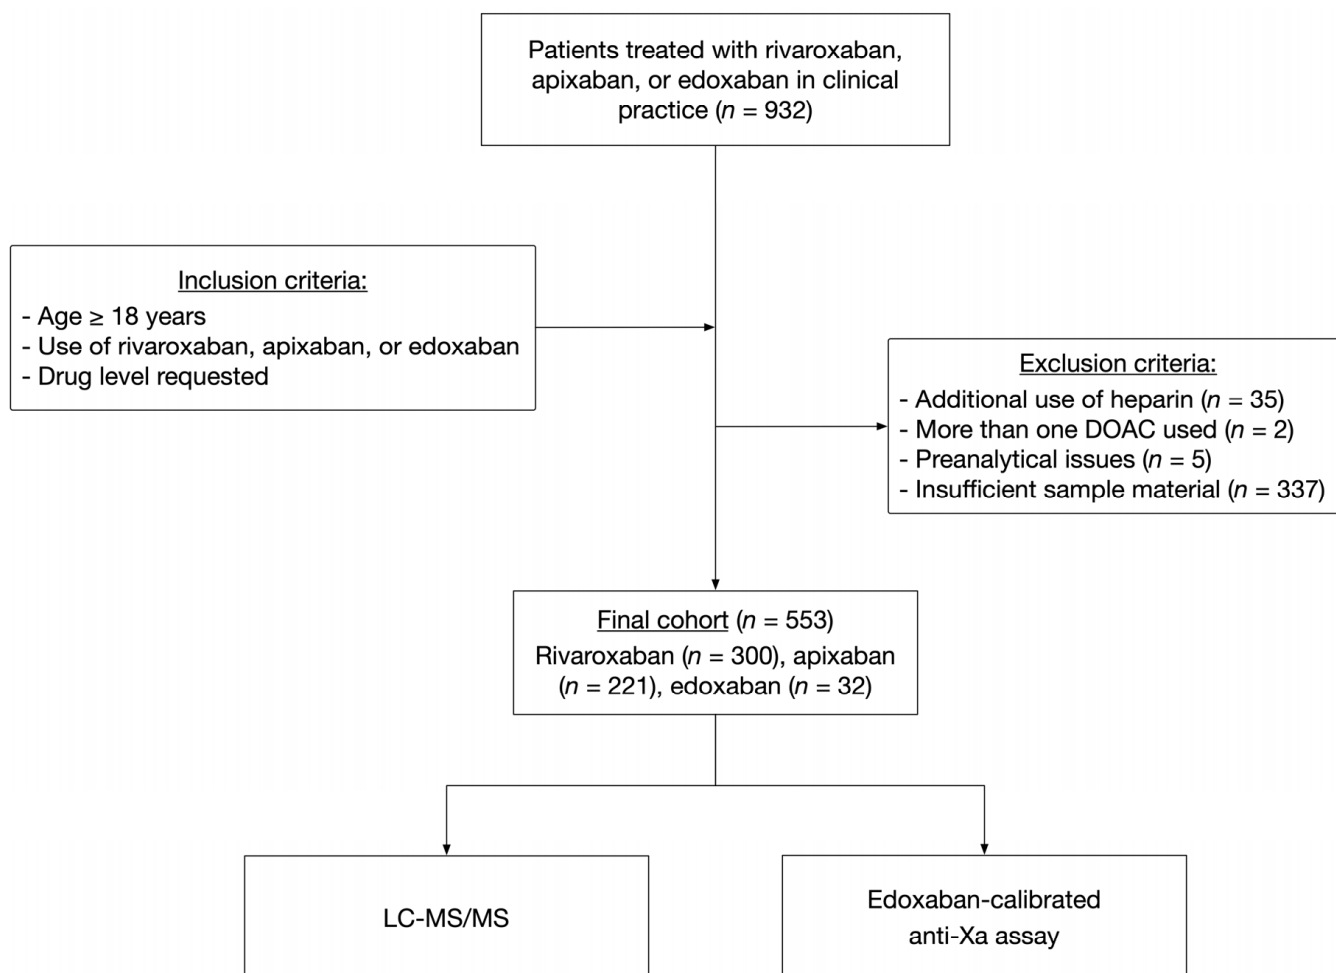 Patients treated with rivaroxaban,
apixaban, or edoxaban in clinical
practice (n = 932)
Inclusion criteria:
- Age ≥ 18 years
- Use of rivaroxaban, apixaban, or edoxaban
- Drug level requested
Exclusion criteria:
- Additional use of heparin (n = 35)
- More than one DOAC used (n = 2)
- Preanalytical issues (n = 5)
- Insufficient sample material (n = 337)
Final cohort (n = 553)
Rivaroxaban (n = 300), apixaban
(n = 221), edoxaban (n = 32)
LC-MS/MS
Edoxaban-calibrated
anti-Xa assay